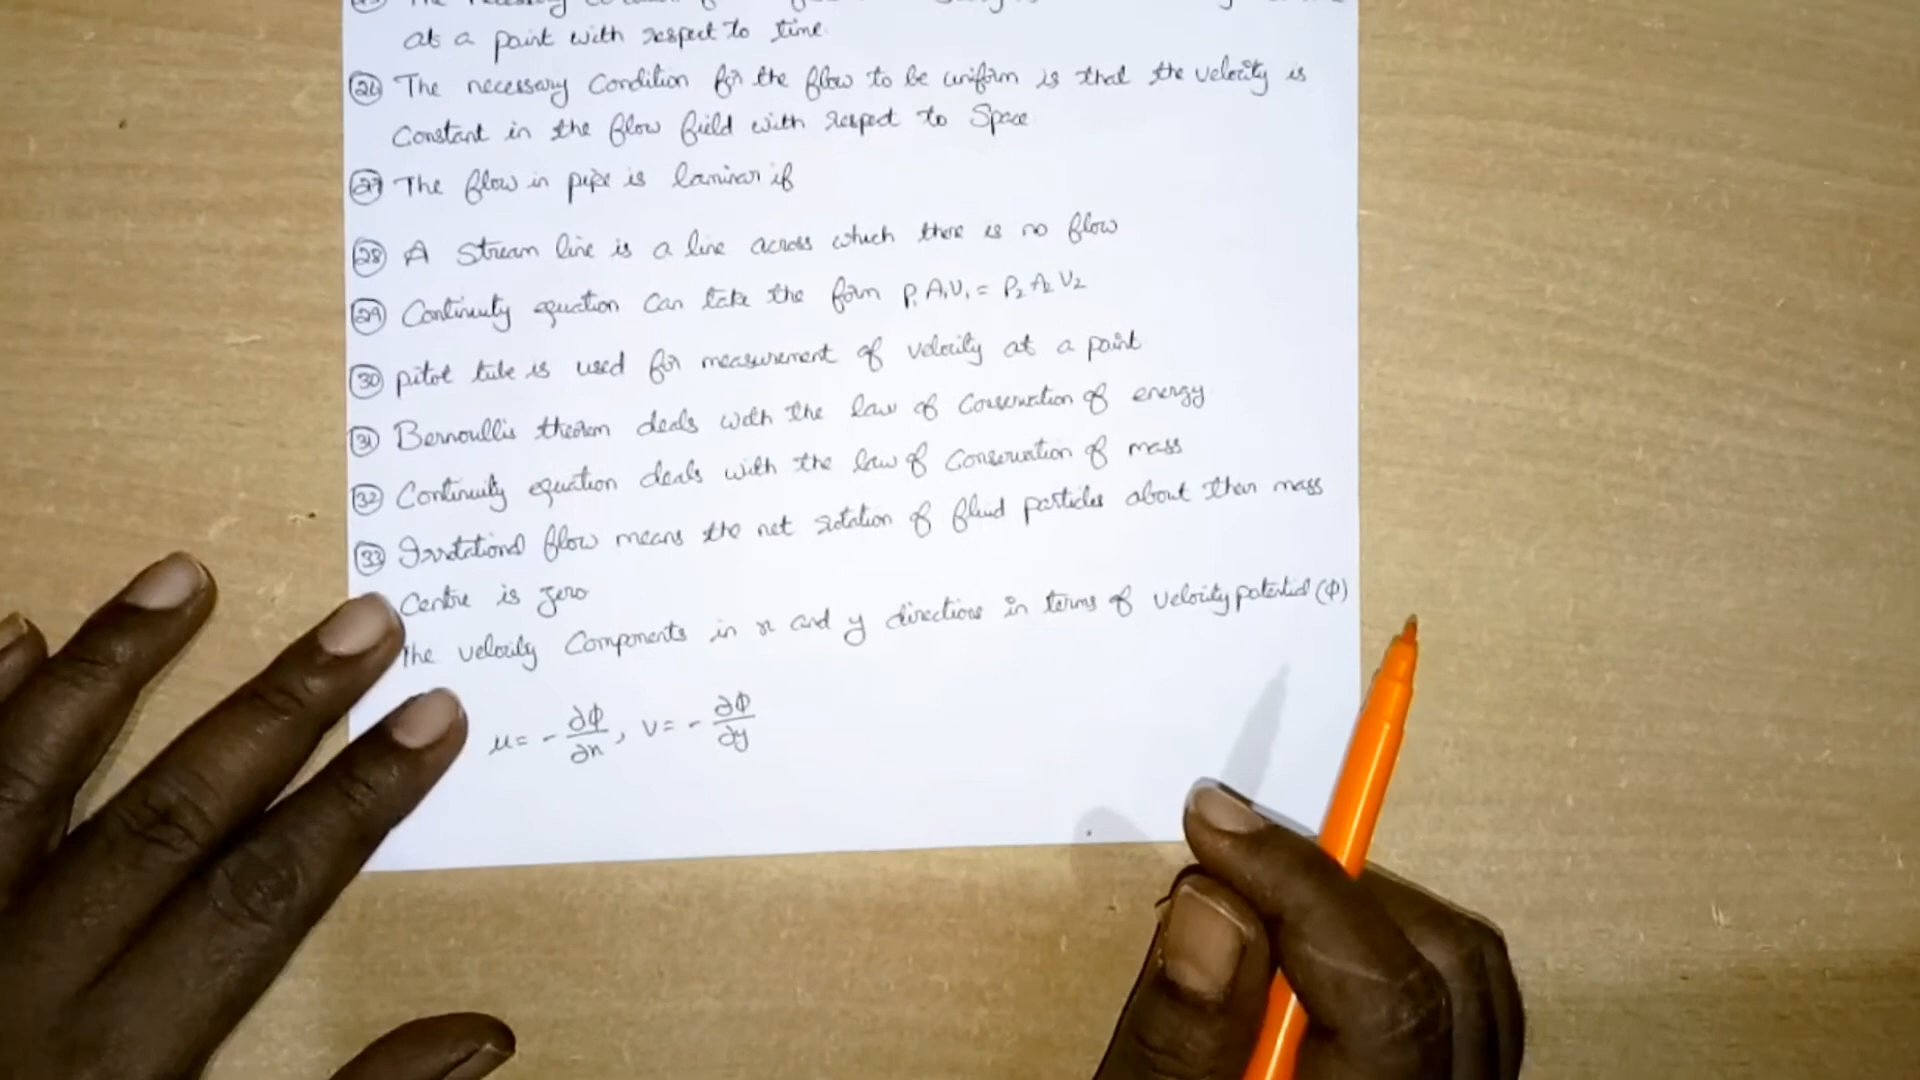 at a point with respect to time
26 The necessary Condition for the flow to be uniform is that the velocity is
Constant in the flow field with respect to Space
27 The flow in pipe is laminar if
28 A Stream line is a line across which there is no flow
29 Continuity equation Can take the form P₁A₁V₁ = P₂A₂V₂
30 pitot tube is used for measurement of velocity at a point
31 Bernoullis theorem deals with the law of Conservation of energy
32 Continuity equation deals with the law of Conservation of mass
33 Irrotational flow means the net rotation of fluid particles about their mass
Centre is zero
The velocity Components in x and y directions in terms of velocity potential (Φ)
u = - ∂Φ/∂x, v = - ∂Φ/∂y